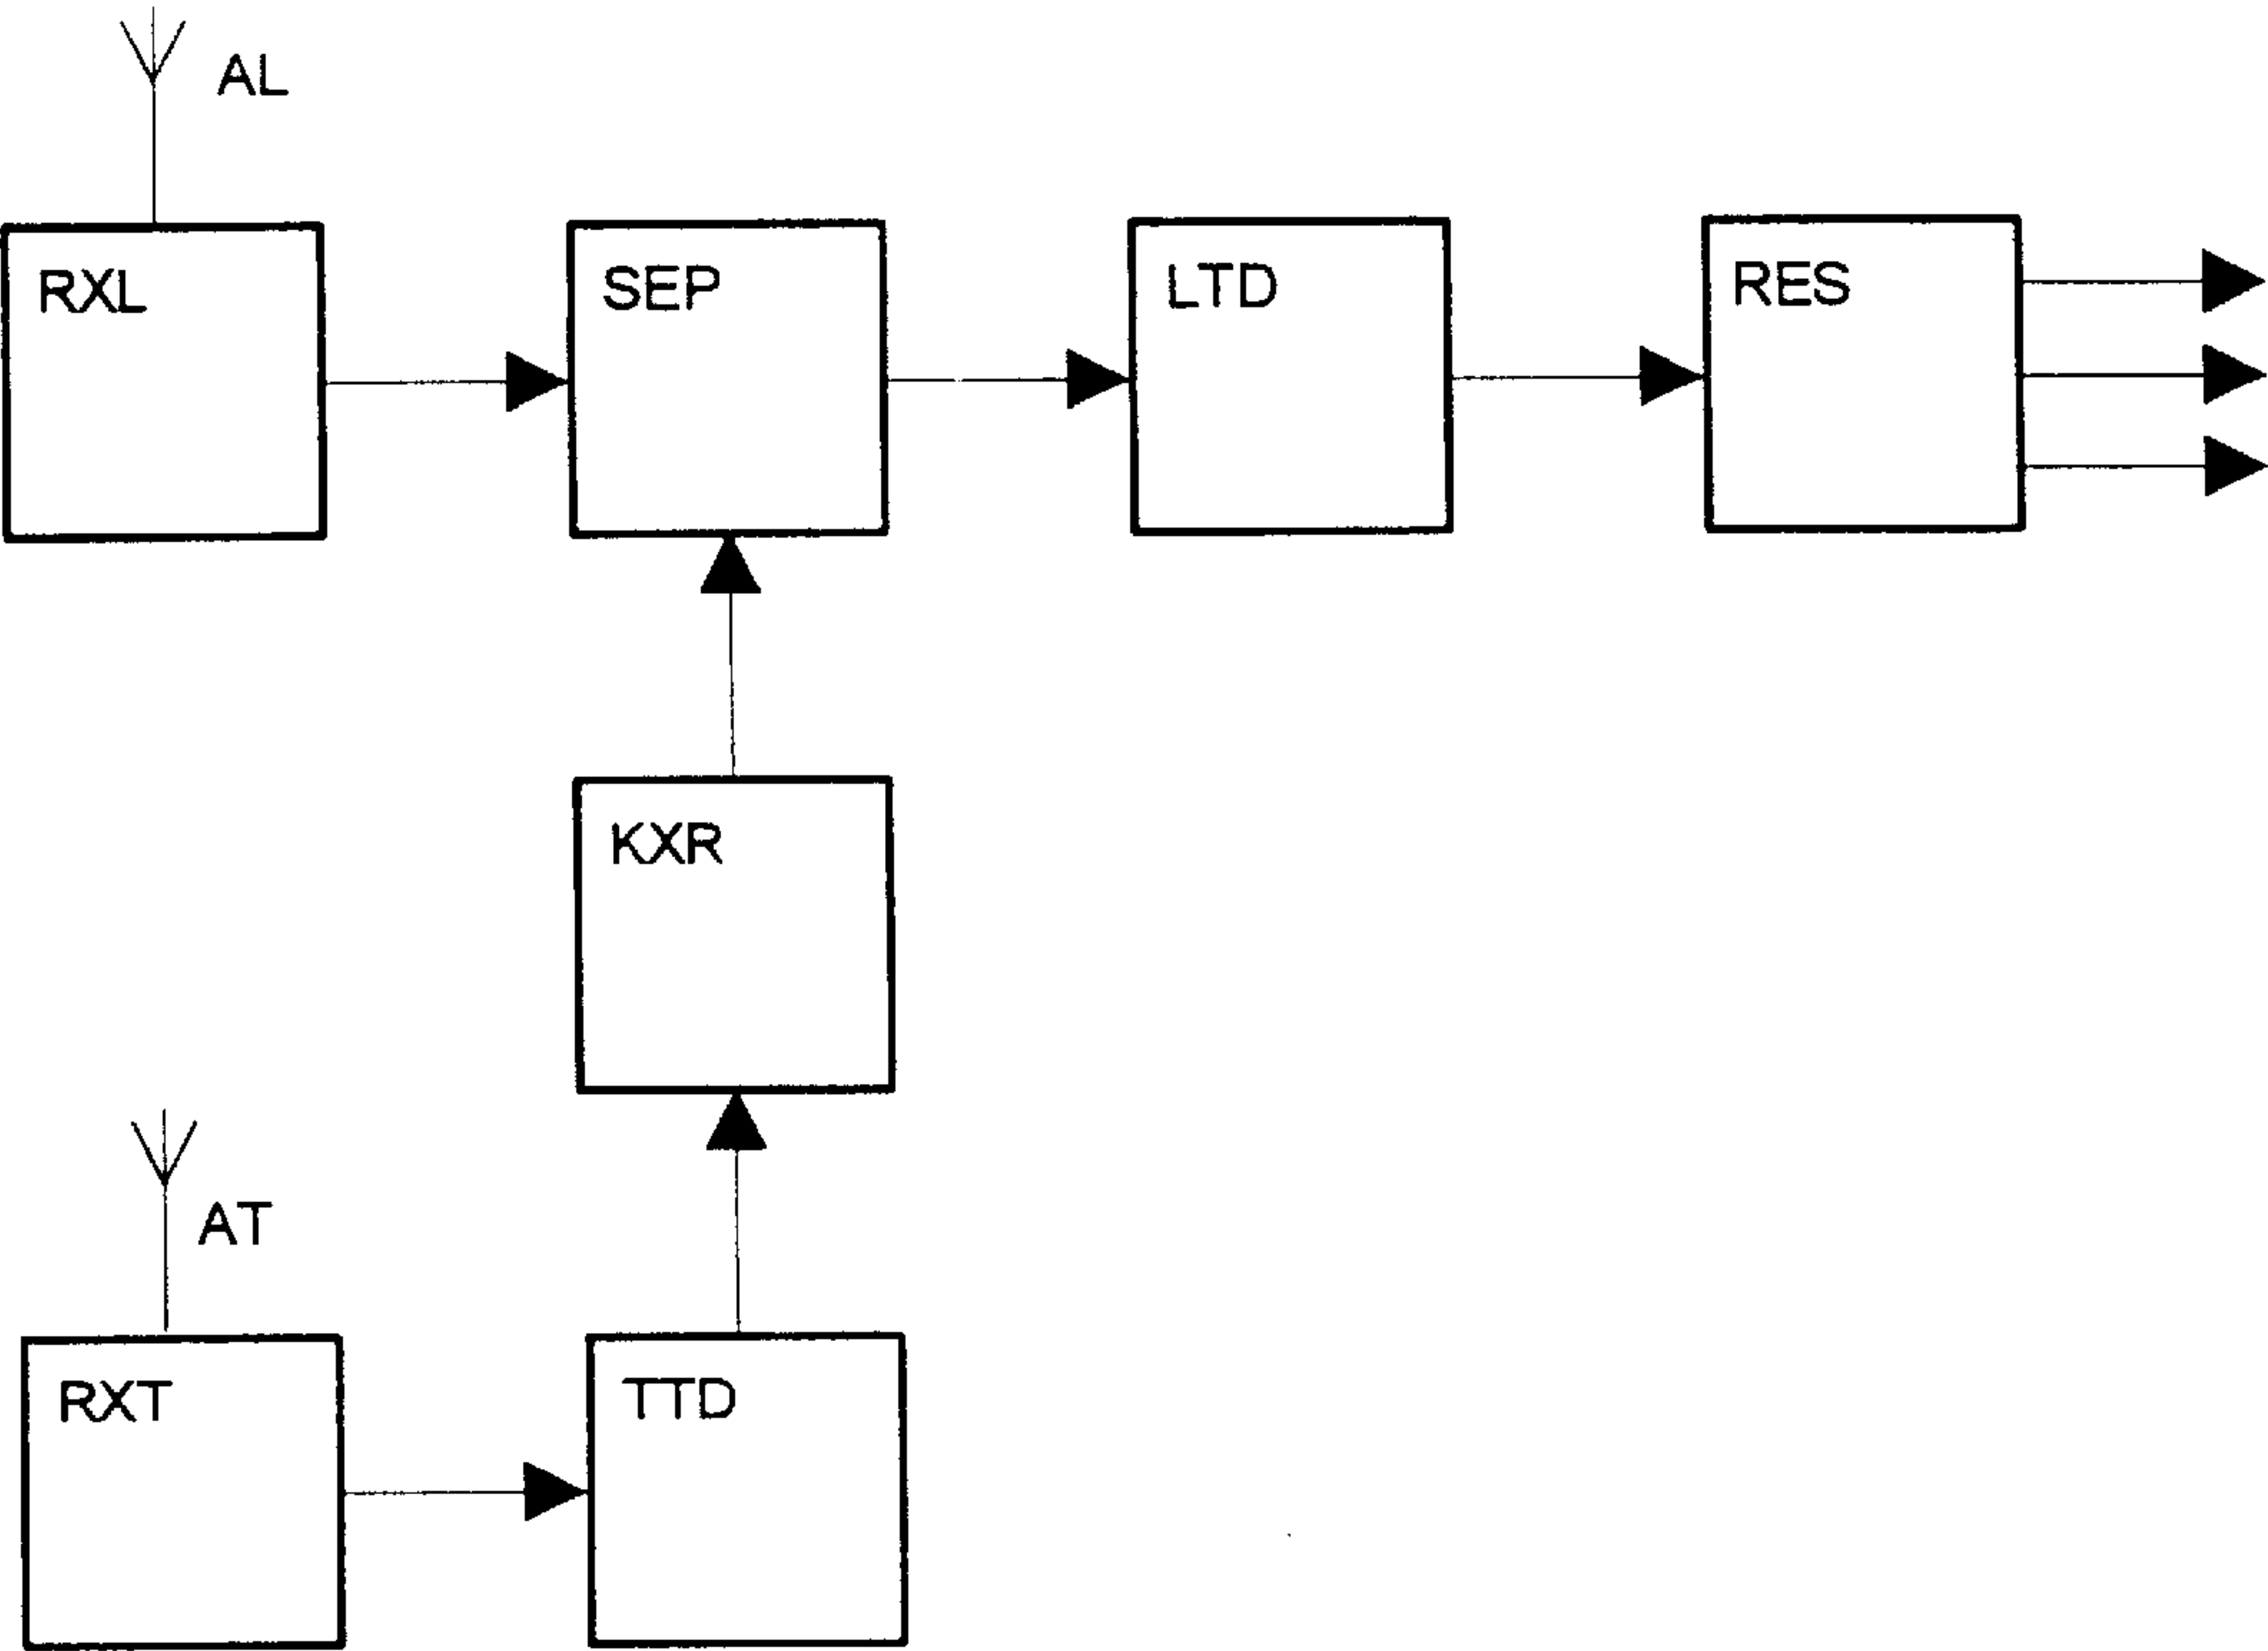 AL
RXL
SEP
LTD
RES
KXR
AT
RXT
TTD